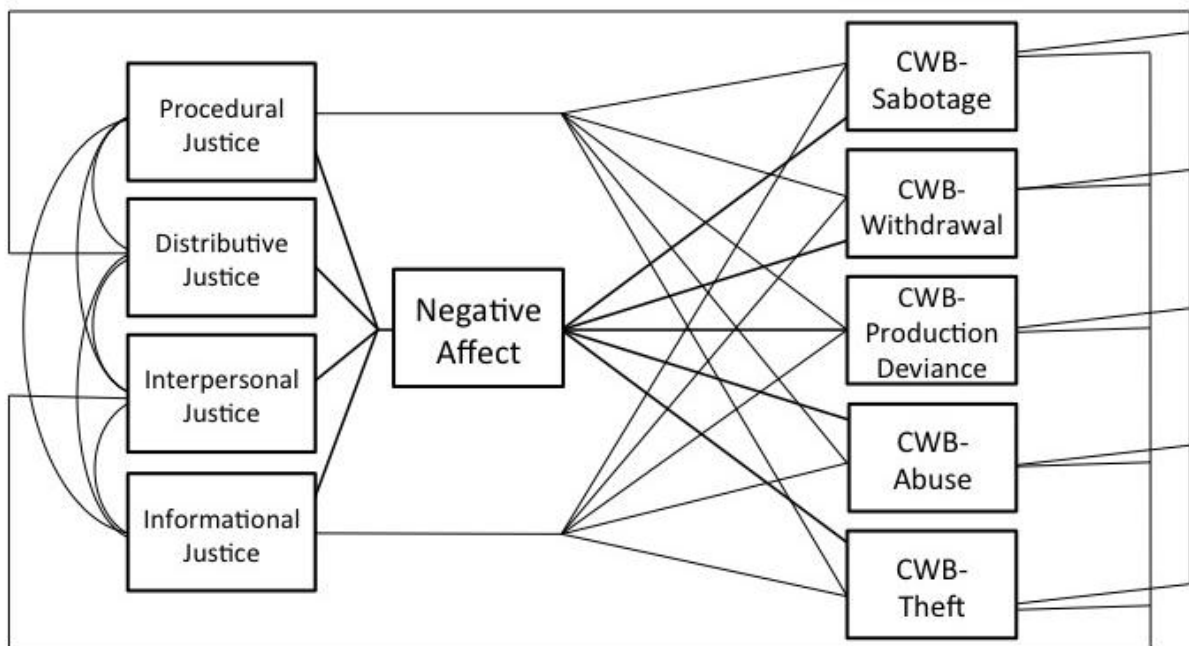 Procedural
Justice
Distributive
Justice
Interpersonal
Justice
Informational
Justice
Negative
Affect
CWB-
Sabotage
CWB-
Withdrawal
CWB-
Production
Deviance
CWB-
Abuse
CWB-
Theft